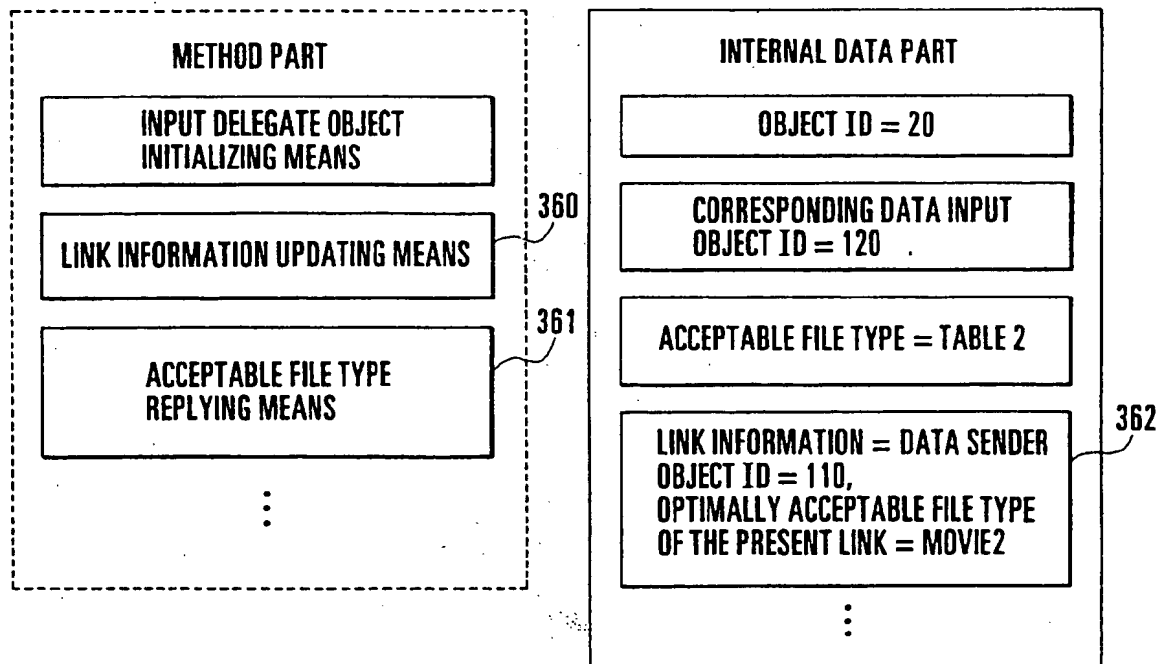 METHOD PART
INPUT DELEGATE OBJECT
INITIALIZING MEANS
360
LINK INFORMATION UPDATING MEANS
361
ACCEPTABLE FILE TYPE
REPLYING MEANS
INTERNAL DATA PART
OBJECT ID = 20
CORRESPONDING DATA INPUT
OBJECT ID = 120
ACCEPTABLE FILE TYPE = TABLE 2
362
LINK INFORMATION = DATA SENDER
OBJECT ID = 110,
OPTIMALLY ACCEPTABLE FILE TYPE
OF THE PRESENT LINK = MOVIE2